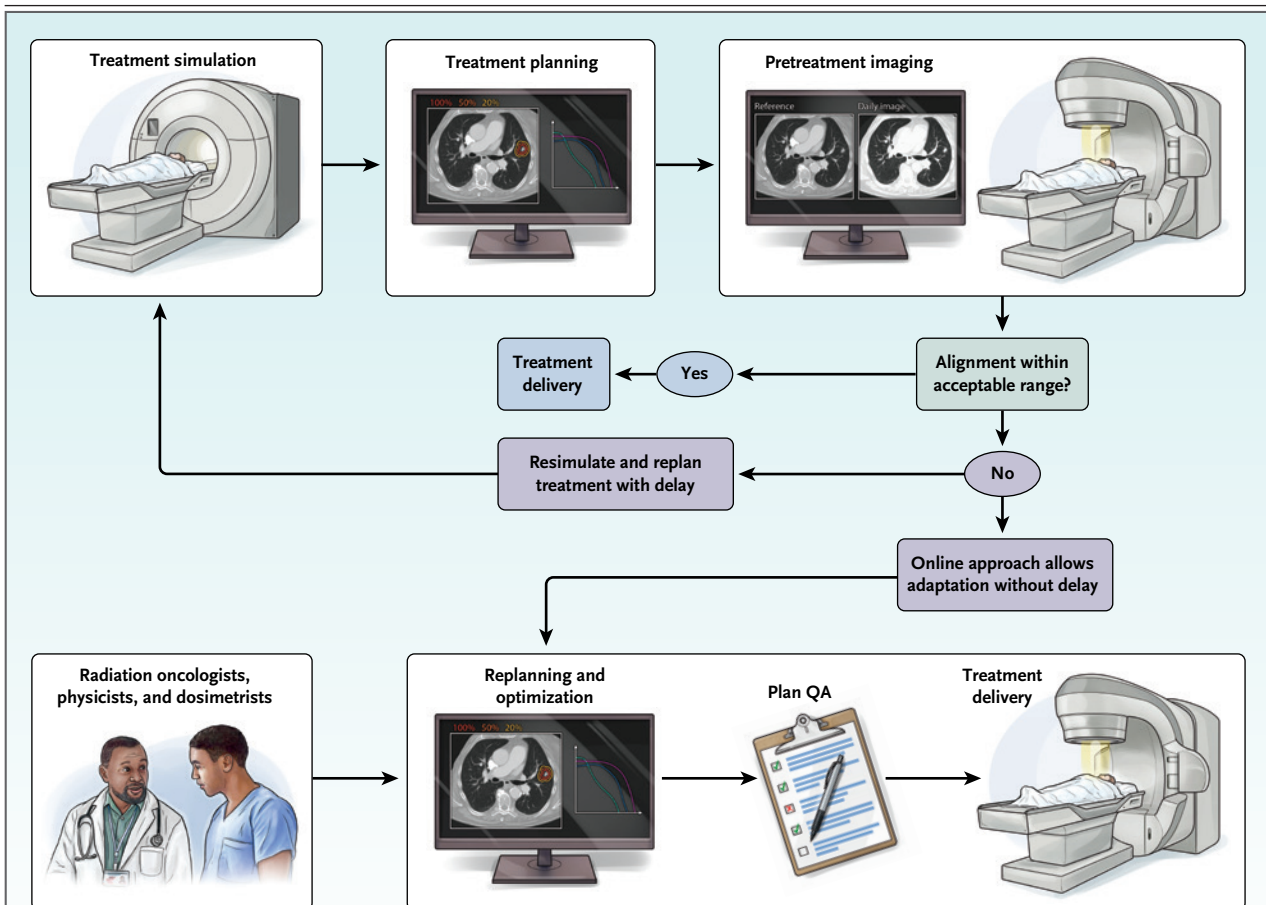 Treatment simulation
Treatment planning
100% 50% 20%
Pretreatment imaging
Reference
Daily image
Alignment within
acceptable range?
Yes
Treatment
delivery
No
Resimulate and replan
treatment with delay
Online approach allows
adaptation without delay
Radiation oncologists,
physicists, and dosimetrists
Replanning and
optimization
100% 50% 20%
Plan QA
Treatment
delivery